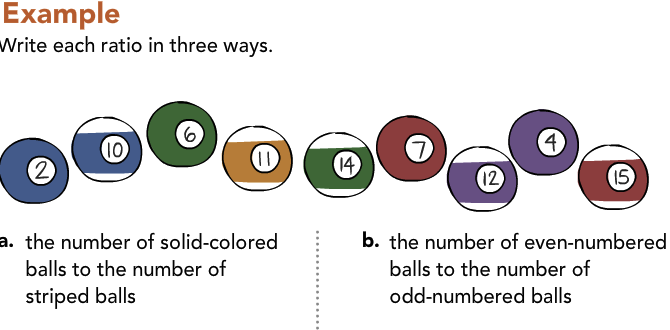 Example
Write each ratio in three ways.
2
10
6
11
14
7
12
4
15
a. the number of solid-colored
balls to the number of
striped balls
b. the number of even-numbered
balls to the number of
odd-numbered balls